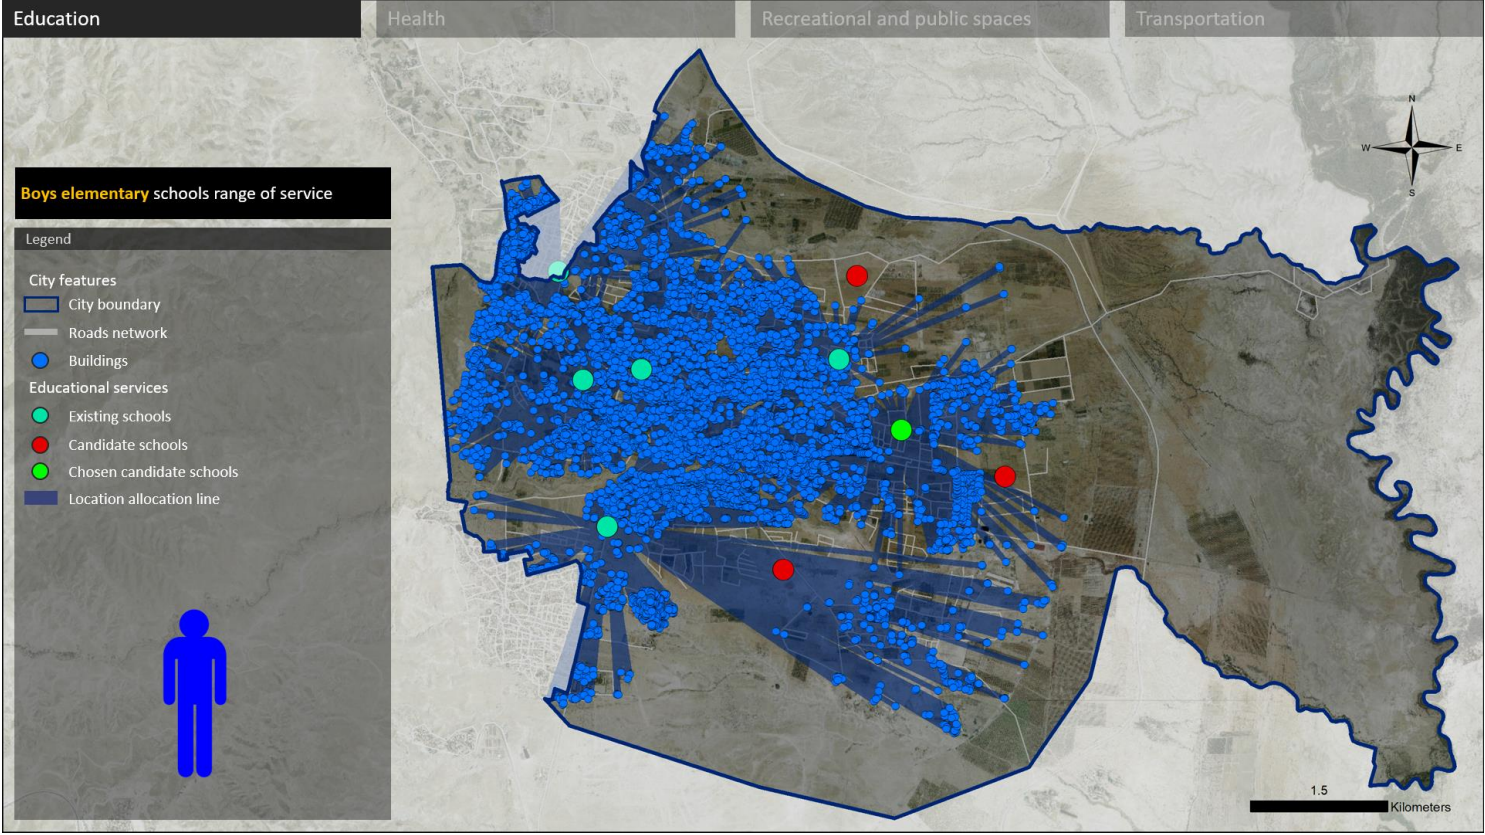 Education
Health
Recreational and public spaces
Transportation
N
W
E
S
Boys elementary schools range of service
Legend
City features
City boundary
Roads network
Buildings
Educational services
Existing schools
Candidate schools
Chosen candidate schools
Location allocation line
1.5
Kilometers